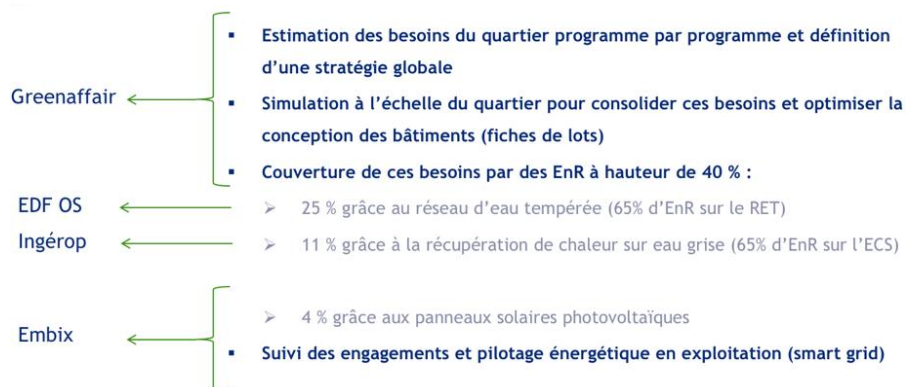 ▪ Estimation des besoins du quartier programme par programme et définition
d’une stratégie globale
Greenaffair
▪ Simulation à l’échelle du quartier pour consolider ces besoins et optimiser la
conception des bâtiments (fiches de lots)
▪ Couverture de ces besoins par des EnR à hauteur de 40 % :
EDF OS
➢ 25 % grâce au réseau d’eau tempérée (65% d’EnR sur le RET)
Ingérop
➢ 11 % grâce à la récupération de chaleur sur eau grise (65% d’EnR sur l’ECS)
➢ 4 % grâce aux panneaux solaires photovoltaïques
Embix
▪ Suivi des engagements et pilotage énergétique en exploitation (smart grid)